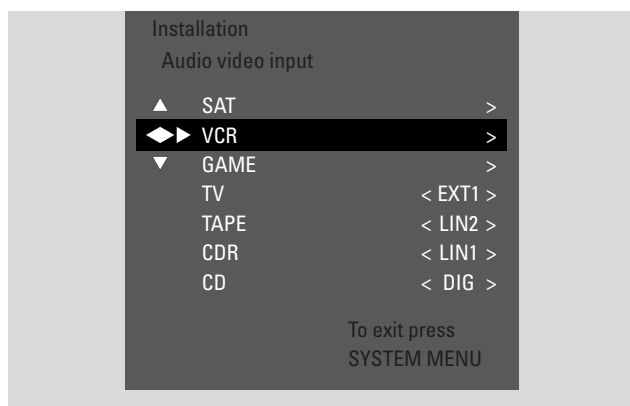 Installation
Audio video input
▲ SAT >
◀▶▶ VCR >
▼ GAME >
TV < EXT1 >
TAPE < LIN2 >
CDR < LIN1 >
CD < DIG >
To exit press
SYSTEM MENU